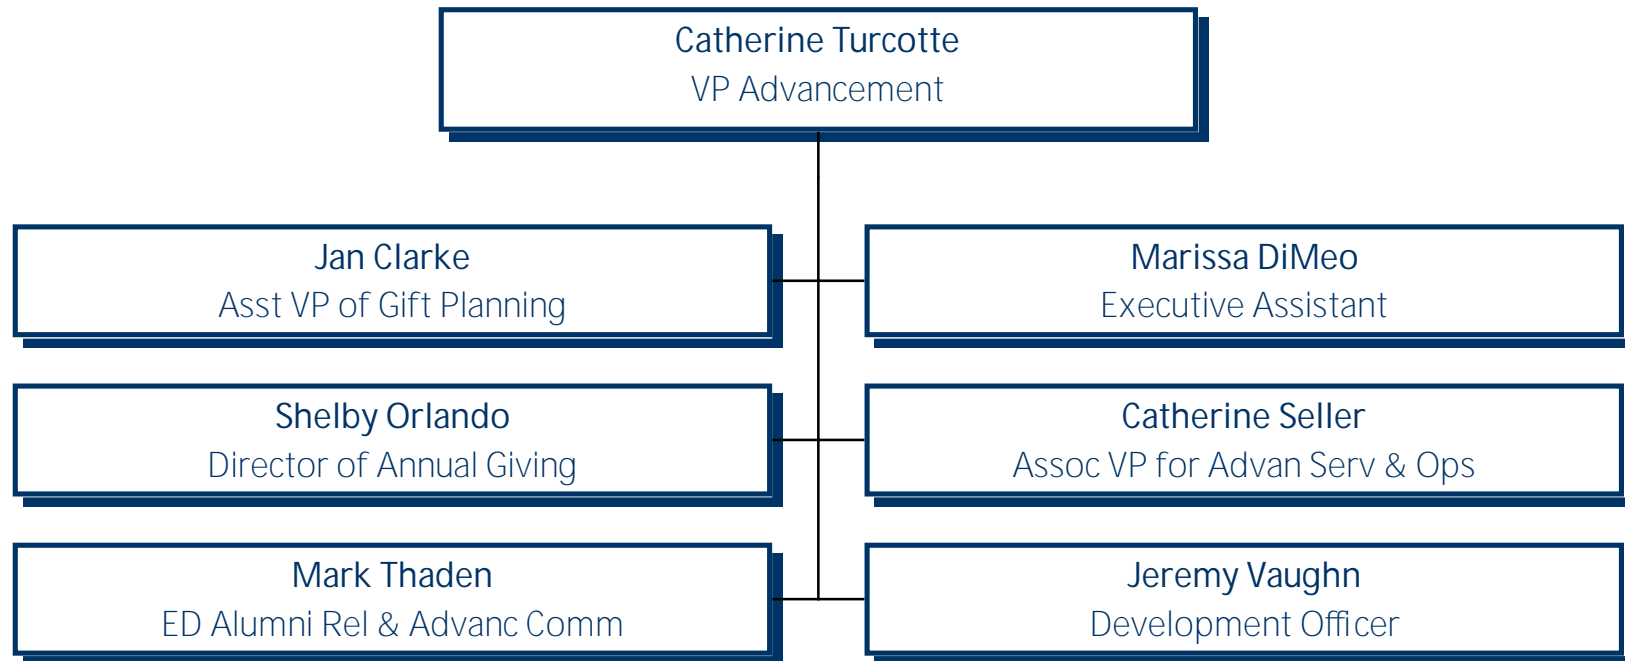 Catherine Turcotte
VP Advancement
Jan Clarke
Asst VP of Gift Planning
Marissa DiMeo
Executive Assistant
Shelby Orlando
Director of Annual Giving
Catherine Seller
Assoc VP for Advan Serv & Ops
Mark Thaden
ED Alumni Rel & Advanc Comm
Jeremy Vaughn
Development Officer